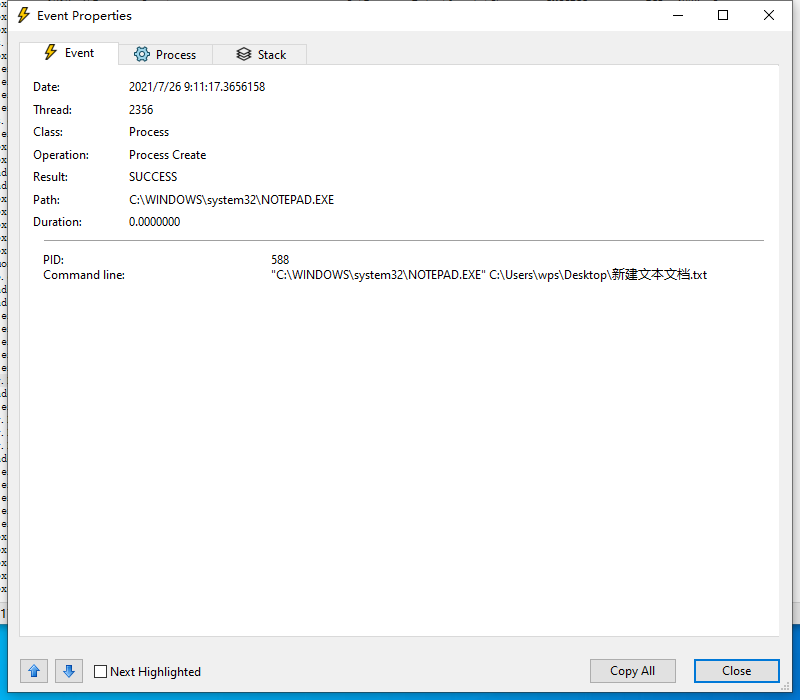 Event Properties
Event Process Stack
Date: 2021/7/26 9:11:17.3656158
Thread: 2356
Class: Process
Operation: Process Create
Result: SUCCESS
Path: C:\WINDOWS\system32\NOTEPAD.EXE
Duration: 0.0000000
PID: 588
Command line: "C:\WINDOWS\system32\NOTEPAD.EXE" C:\Users\wps\Desktop\新建文本文档.txt
Next Highlighted Copy All Close